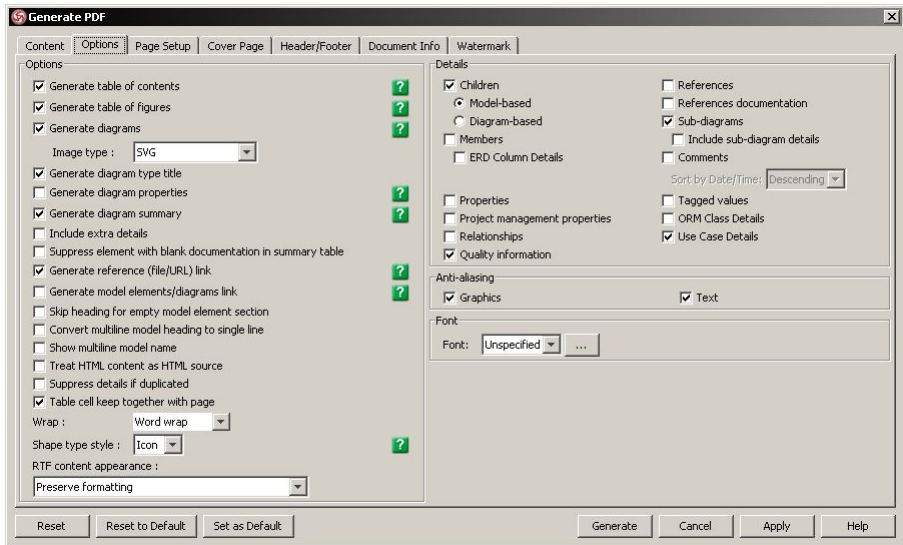 Generate PDF
Content Options Page Setup Cover Page Header/Footer Document Info Watermark
Options
Generate table of contents
Generate table of figures
Generate diagrams
Image type : SVG
Generate diagram type title
Generate diagram properties
Generate diagram summary
Include extra details
Suppress element with blank documentation in summary table
Generate reference (file/URL) link
Generate model elements/diagrams link
Skip heading for empty model element section
Convert multiline model heading to single line
Show multiline model name
Treat HTML content as HTML source
Suppress details if duplicated
Table cell keep together with page
Wrap : Word wrap
Shape type style : Icon
RTF content appearance :
Preserve formatting
Details
Children References
Model-based References documentation
Diagram-based Sub-diagrams
Members Include sub-diagram details
ERD Column Details Comments
Sort by Date/Time: Descending
Properties Tagged values
Project management properties ORM Class Details
Relationships Use Case Details
Quality information
Anti-aliasing
Graphics Text
Font
Font: Unspecified ...
Reset Reset to Default Set as Default Generate Cancel Apply Help